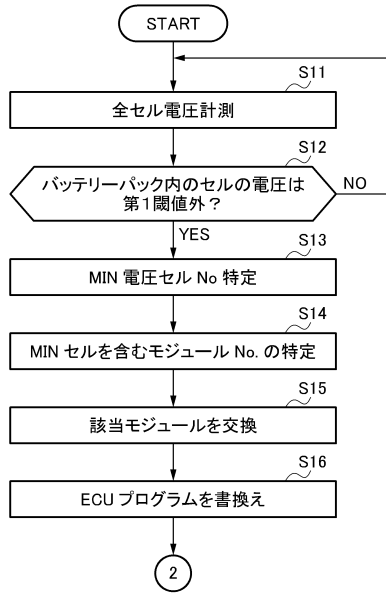 START
S11
全セル電圧計測
S12
バッテリーパック内のセルの電圧は
第1閾値外？
NO
YES
S13
MIN 電圧セル No 特定
S14
MIN セルを含むモジュール No. の特定
S15
該当モジュールを交換
S16
ECU プログラムを書換え
2